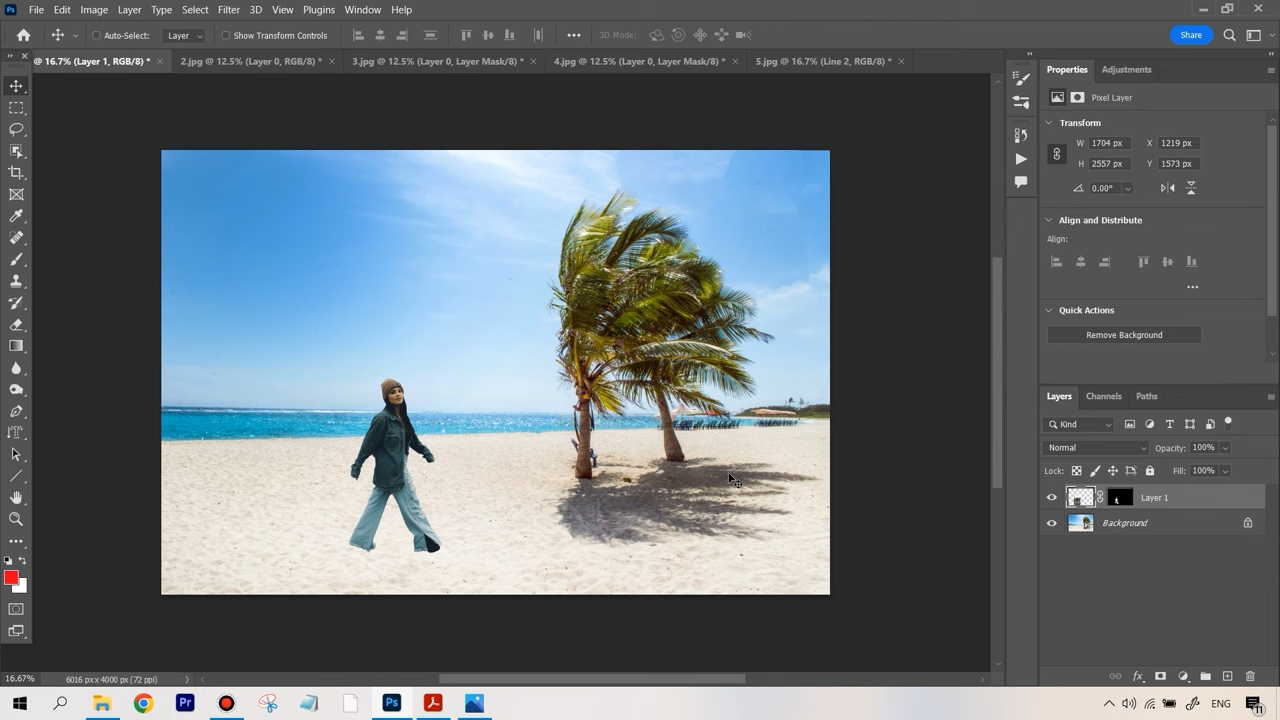 Ps File Edit Image Layer Type Select Filter 3D View Plugins Window Help
Auto-Select: Layer Show Transform Controls 3D Mode: Share
@ 16.7% (Layer 1, RGB/8) * 2.jpg @ 12.5% (Layer 0, RGB/8) * 3.jpg @ 12.5% (Layer 0, Layer Mask/8) * 4.jpg @ 12.5% (Layer 0, Layer Mask/8) * 5.jpg @ 16.7% (Line 2, RGB/8) *
Properties Adjustments
Pixel Layer
Transform
W 1704 px X 1219 px
H 2557 px Y 1573 px
0.00°
Align and Distribute
Align:
Quick Actions
Remove Background
Layers Channels Paths
Kind
Normal Opacity: 100%
Lock: Fill: 100%
Layer 1
Background
16.67% 6016 px x 4000 px (72 ppi)
Pr Ps ENG 11